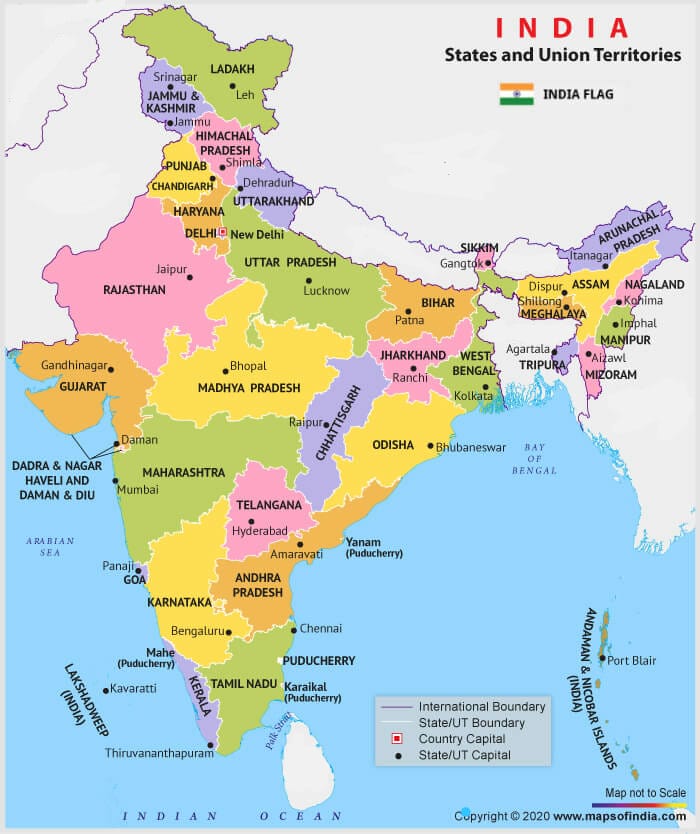 INDIA
States and Union Territories
INDIA FLAG
LADAKH
Srinagar
Leh
JAMMU &
KASHMIR
Jammu
HIMACHAL
PRADESH
Shimla
PUNJAB
CHANDIGARH
Dehradun
UTTARAKHAND
HARYANA
DELHI
New Delhi
ARUNACHAL
PRADESH
Itanagar
SIKKIM
Gangtok
UTTAR PRADESH
Lucknow
Jaipur
RAJASTHAN
Dispur
ASSAM
NAGALAND
Shillong
Kohima
MEGHALAYA
BIHAR
Patna
Imphal
MANIPUR
Agartala
TRIPURA
Aizawl
MIZORAM
JHARKHAND
Ranchi
WEST
BENGAL
Kolkata
Gandhinagar
GUJARAT
Bhopal
MADHYA PRADESH
Raipur
CHHATTISGARH
ODISHA
Bhubaneswar
BAY
OF
BENGAL
Daman
DADRA & NAGAR
HAVELI AND
DAMAN & DIU
MAHARASHTRA
Mumbai
TELANGANA
Hyderabad
ARABIAN
SEA
Yanam
(Puducherry)
Amaravati
Panaji
GOA
ANDHRA
PRADESH
KARNATAKA
Bengaluru
Chennai
Mahe
(Puducherry)
PUDUCHERRY
KERALA
TAMIL NADU
Karaikal
(Puducherry)
LAKSHADWEEP
(INDIA)
Kavaratti
Thiruvananthapuram
Palk Strait
ANDAMAN & NICOBAR ISLANDS
(INDIA)
Port Blair
International Boundary
State/UT Boundary
Country Capital
State/UT Capital
INDIAN OCEAN
Map not to Scale
Copyright © 2020 www.mapsofindia.com